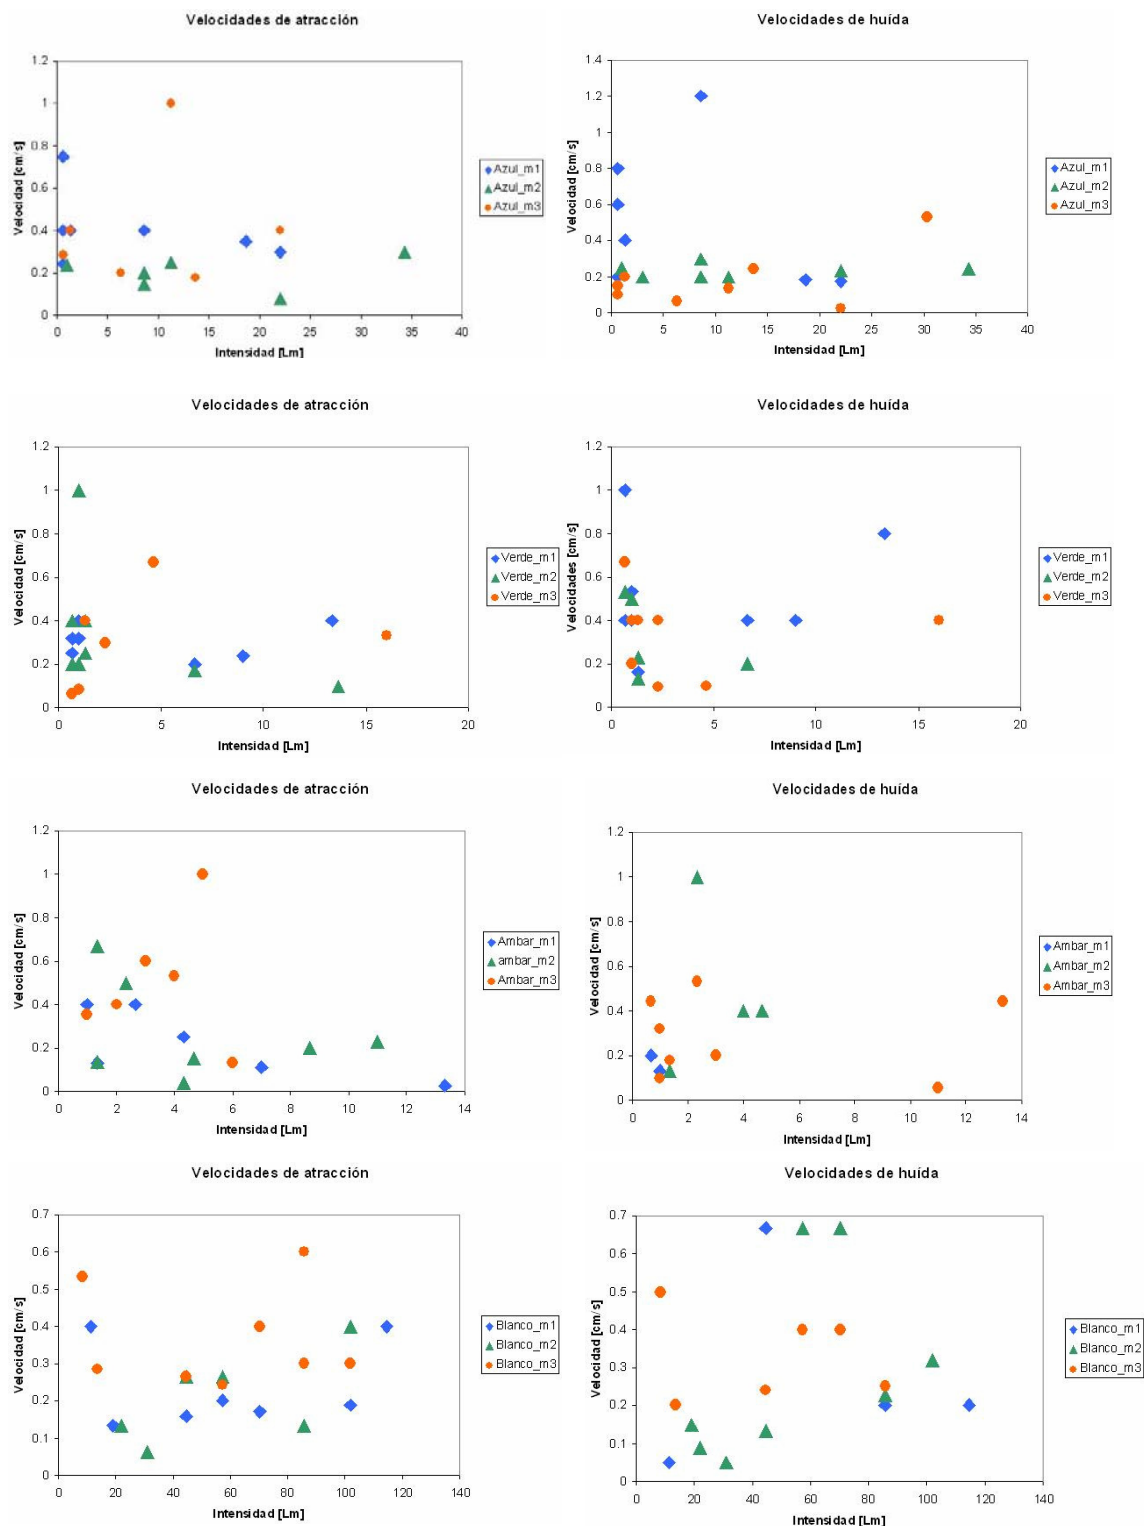 Velocidades de atracción
Velocidad [cm/s]
1.2
1
0.8
0.6
0.4
0.2
0
0 5 10 15 20 25 30 35 40
Intensidad [Lm]
Azul_m1
Azul_m2
Azul_m3
Velocidades de huída
Velocidad [cm/s]
1.4
1.2
1
0.8
0.6
0.4
0.2
0
0 5 10 15 20 25 30 35 40
Intensidad [Lm]
Azul_m1
Azul_m2
Azul_m3
Velocidades de atracción
Velocidad [cm/s]
1.2
1
0.8
0.6
0.4
0.2
0
0 5 10 15 20
Intensidad [Lm]
Verde_m1
Verde_m2
Verde_m3
Velocidades de huída
Velocidades [cm/s]
1.2
1
0.8
0.6
0.4
0.2
0
0 5 10 15 20
Intensidad [Lm]
Verde_m1
Verde_m2
Verde_m3
Velocidades de atracción
Velocidad [cm/s]
1.2
1
0.8
0.6
0.4
0.2
0
0 2 4 6 8 10 12 14
Intensidad [Lm]
Ambar_m1
ambar_m2
Ambar_m3
Velocidades de huída
Velocidad [cm/s]
1.2
1
0.8
0.6
0.4
0.2
0
0 2 4 6 8 10 12 14
Intensidad [Lm]
Ambar_m1
Ambar_m2
Ambar_m3
Velocidades de atracción
Velocidad [cm/s]
0.7
0.6
0.5
0.4
0.3
0.2
0.1
0
0 20 40 60 80 100 120 140
Intensidad [Lm]
Blanco_m1
Blanco_m2
Blanco_m3
Velocidades de huída
Velocidad [cm/s]
0.7
0.6
0.5
0.4
0.3
0.2
0.1
0
0 20 40 60 80 100 120 140
Intensidad [Lm]
Blanco_m1
Blanco_m2
Blanco_m3